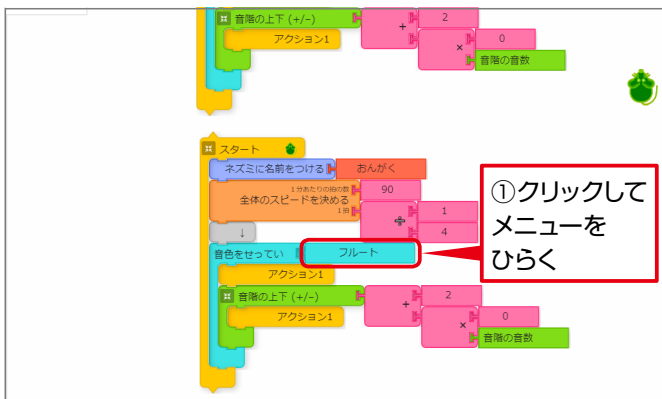 音階の上下 (+/-)
+
2
アクション1
×
0
音階の音数
スタート
ネズミに名前をつける
おんがく
1分あたりの拍の数
90
全体のスピードを決める
1拍
÷
1
4
↓
音色をせってい
フルート
アクション1
音階の上下 (+/-)
+
2
アクション1
×
0
音階の音数
①クリックして
メニューを
ひらく